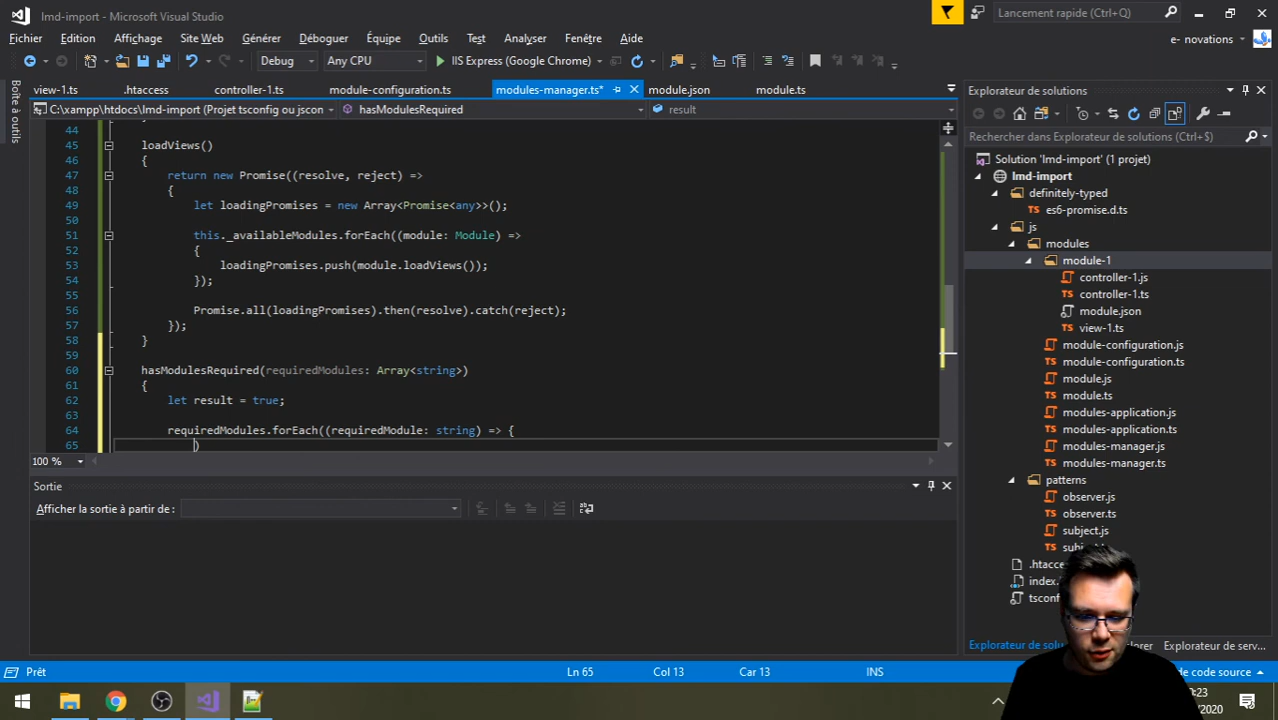 lmd-import - Microsoft Visual Studio
Lancement rapide (Ctrl+Q)
Fichier Edition Affichage Site Web Générer Déboguer Équipe Outils Test Analyser Fenêtre Aide
e- novations
Debug Any CPU IIS Express (Google Chrome)
Boîte à outils
view-1.ts .htaccess controller-1.ts module-configuration.ts modules-manager.ts* module.json module.ts
C:\xampp\htdocs\lmd-import (Projet tsconfig ou jscon hasModulesRequired result
44
45 loadViews()
46 {
47 return new Promise((resolve, reject) =>
48 {
49 let loadingPromises = new Array<Promise<any>>();
50
51 this._availableModules.forEach((module: Module) =>
52 {
53 loadingPromises.push(module.loadViews());
54 });
55
56 Promise.all(loadingPromises).then(resolve).catch(reject);
57 });
58 }
59
60 hasModulesRequired(requiredModules: Array<string>)
61 {
62 let result = true;
63
64 requiredModules.forEach((requiredModule: string) => {
65 )
100 %
Sortie
Afficher la sortie à partir de :
Explorateur de solutions
Rechercher dans Explorateur de solutions (Ctrl+$)
Solution 'lmd-import' (1 projet)
lmd-import
definitely-typed
es6-promise.d.ts
js
modules
module-1
controller-1.js
controller-1.ts
module.json
view-1.ts
module-configuration.js
module-configuration.ts
module.js
module.ts
modules-application.js
modules-application.ts
modules-manager.js
modules-manager.ts
patterns
observer.js
observer.ts
subject.js
Explorateur de serv...
Prêt Ln 65 Col 13 Car 13 INS
de code source